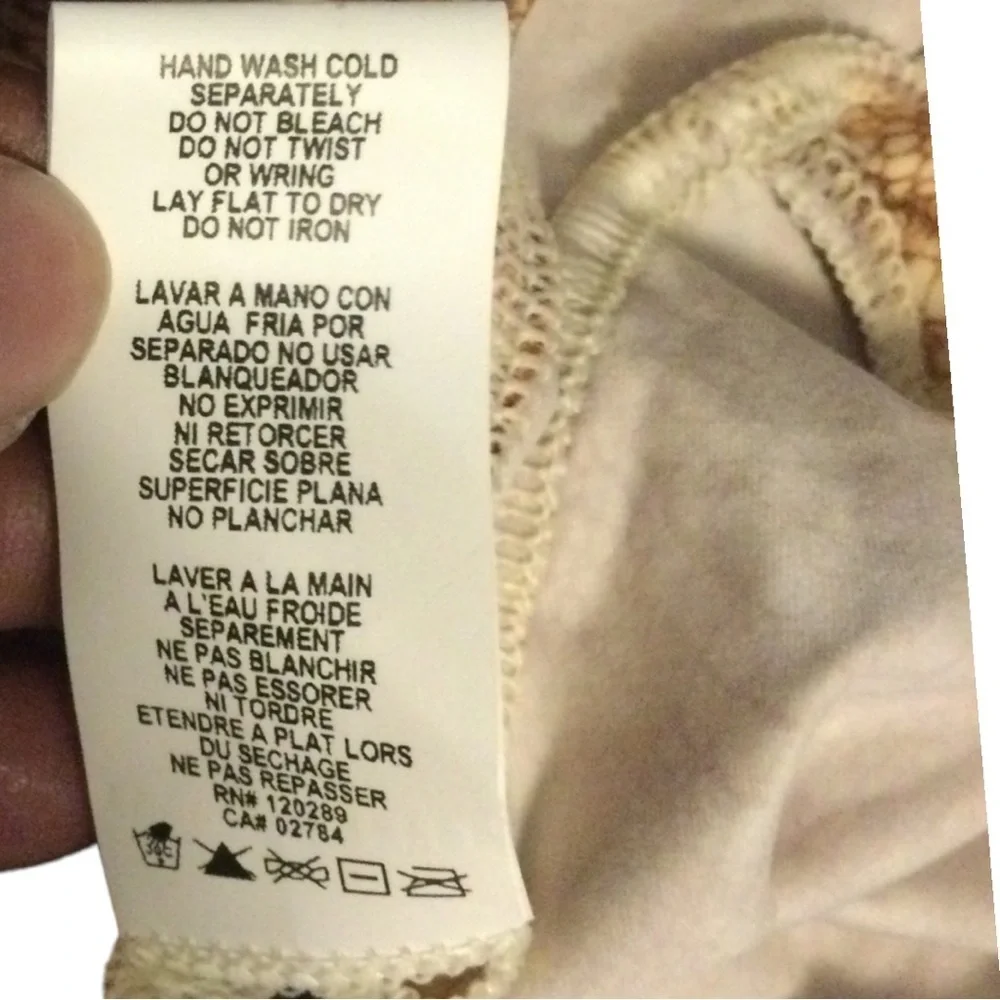 HAND WASH COLD
SEPARATELY
DO NOT BLEACH
DO NOT TWIST
OR WRING
LAY FLAT TO DRY
DO NOT IRON
LAVAR A MANO CON
AGUA FRIA POR
SEPARADO NO USAR
BLANQUEADOR
NO EXPRIMIR
NI RETORCER
SECAR SOBRE
SUPERFICIE PLANA
NO PLANCHAR
LAVER A LA MAIN
A L'EAU FROIDE
SEPAREMENT
NE PAS BLANCHIR
NE PAS ESSORER
NI TORDRE
ETENDRE A PLAT LORS
DU SECHAGE
NE PAS REPASSER
RN# 120289
CA# 02784
30C